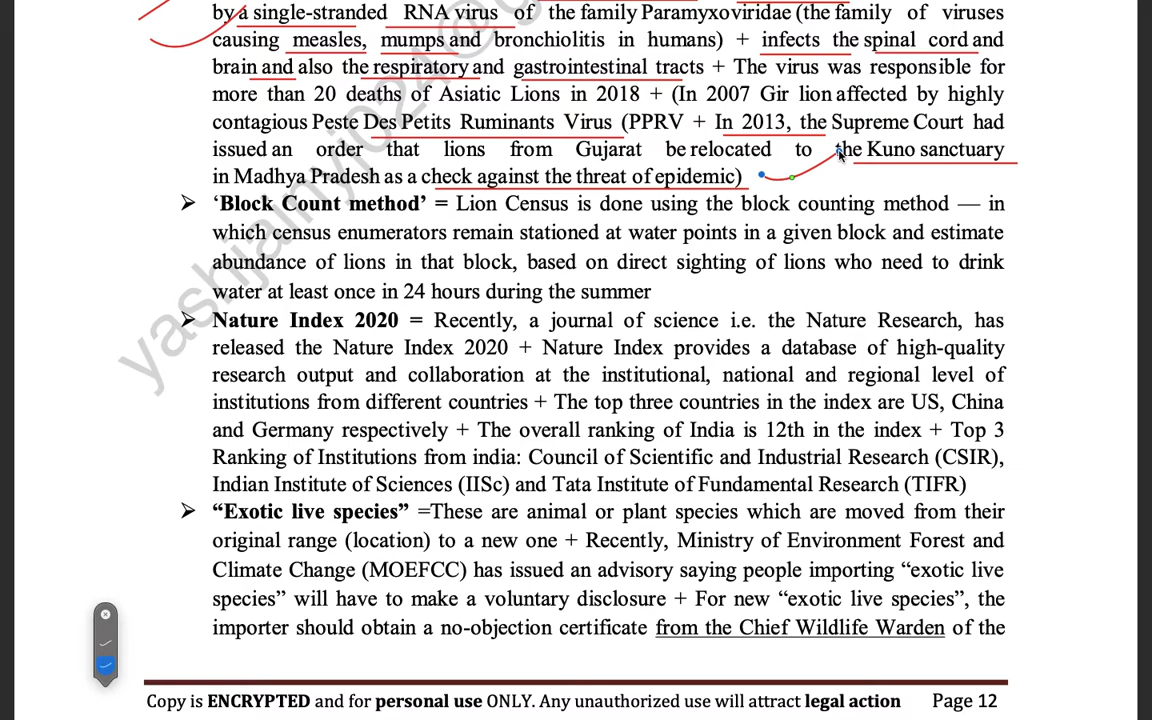 by a single-stranded RNA virus of the family Paramyxoviridae (the family of viruses
causing measles, mumps and bronchiolitis in humans) + infects the spinal cord and
brain and also the respiratory and gastrointestinal tracts + The virus was responsible for
more than 20 deaths of Asiatic Lions in 2018 + (In 2007 Gir lion affected by highly
contagious Peste Des Petits Ruminants Virus (PPRV + In 2013, the Supreme Court had
issued an order that lions from Gujarat be relocated to the Kuno sanctuary
in Madhya Pradesh as a check against the threat of epidemic)
➢ ‘Block Count method’ = Lion Census is done using the block counting method — in
which census enumerators remain stationed at water points in a given block and estimate
abundance of lions in that block, based on direct sighting of lions who need to drink
water at least once in 24 hours during the summer
➢ Nature Index 2020 = Recently, a journal of science i.e. the Nature Research, has
released the Nature Index 2020 + Nature Index provides a database of high-quality
research output and collaboration at the institutional, national and regional level of
institutions from different countries + The top three countries in the index are US, China
and Germany respectively + The overall ranking of India is 12th in the index + Top 3
Ranking of Institutions from india: Council of Scientific and Industrial Research (CSIR),
Indian Institute of Sciences (IISc) and Tata Institute of Fundamental Research (TIFR)
➢ “Exotic live species” =These are animal or plant species which are moved from their
original range (location) to a new one + Recently, Ministry of Environment Forest and
Climate Change (MOEFCC) has issued an advisory saying people importing “exotic live
species” will have to make a voluntary disclosure + For new “exotic live species”, the
importer should obtain a no-objection certificate from the Chief Wildlife Warden of the
Copy is ENCRYPTED and for personal use ONLY. Any unauthorized use will attract legal action Page 12